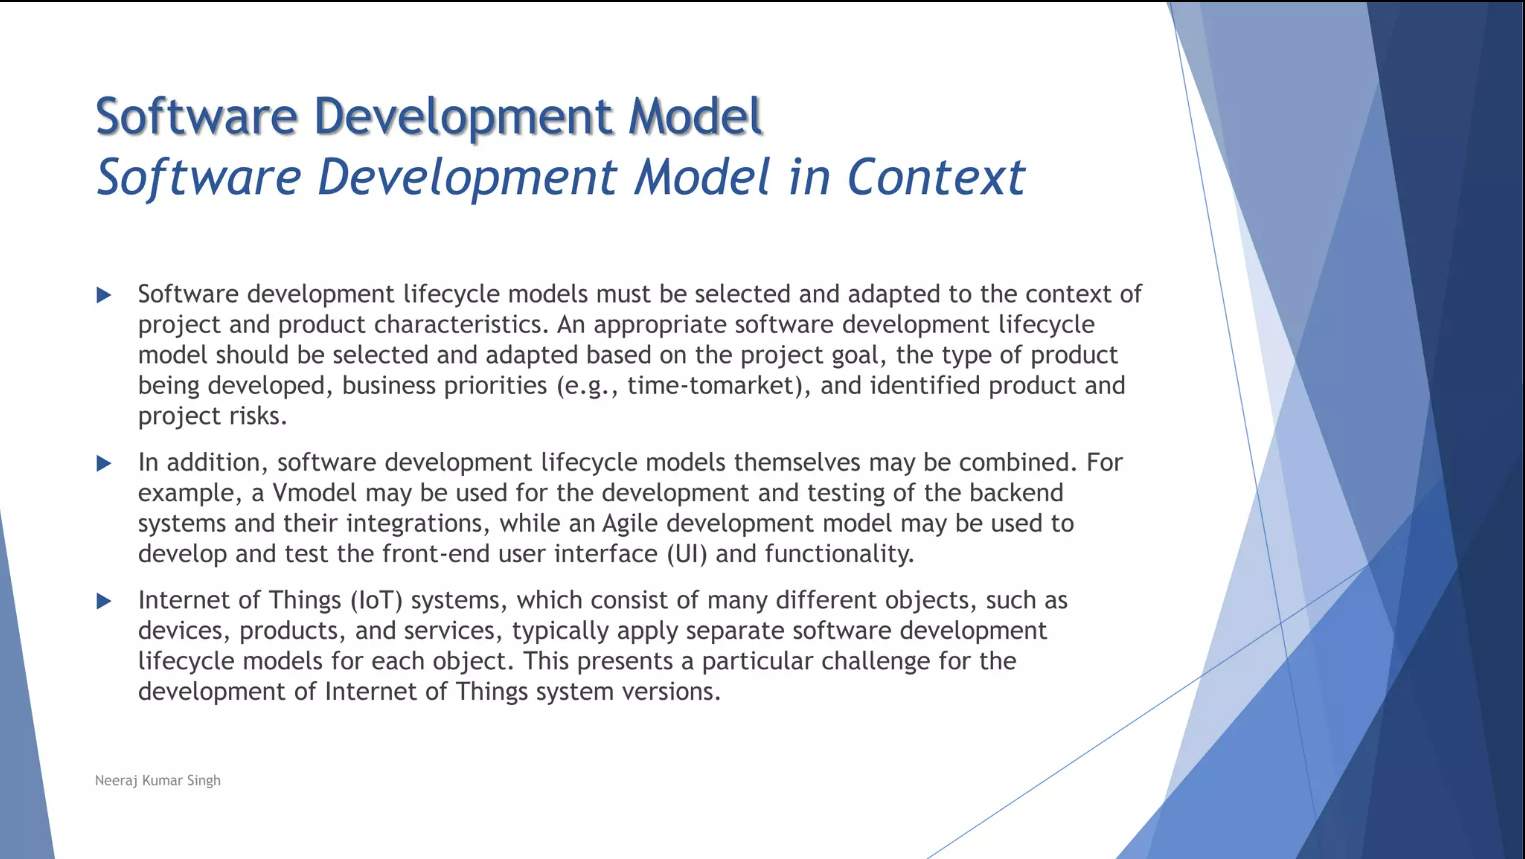 Software Development Model
Software Development Model in Context
Software development lifecycle models must be selected and adapted to the context of
project and product characteristics. An appropriate software development lifecycle
model should be selected and adapted based on the project goal, the type of product
being developed, business priorities (e.g., time-tomarket), and identified product and
project risks.
In addition, software development lifecycle models themselves may be combined. For
example, a Vmodel may be used for the development and testing of the backend
systems and their integrations, while an Agile development model may be used to
develop and test the front-end user interface (UI) and functionality.
Internet of Things (IoT) systems, which consist of many different objects, such as
devices, products, and services, typically apply separate software development
lifecycle models for each object. This presents a particular challenge for the
development of Internet of Things system versions.
Neeraj Kumar Singh